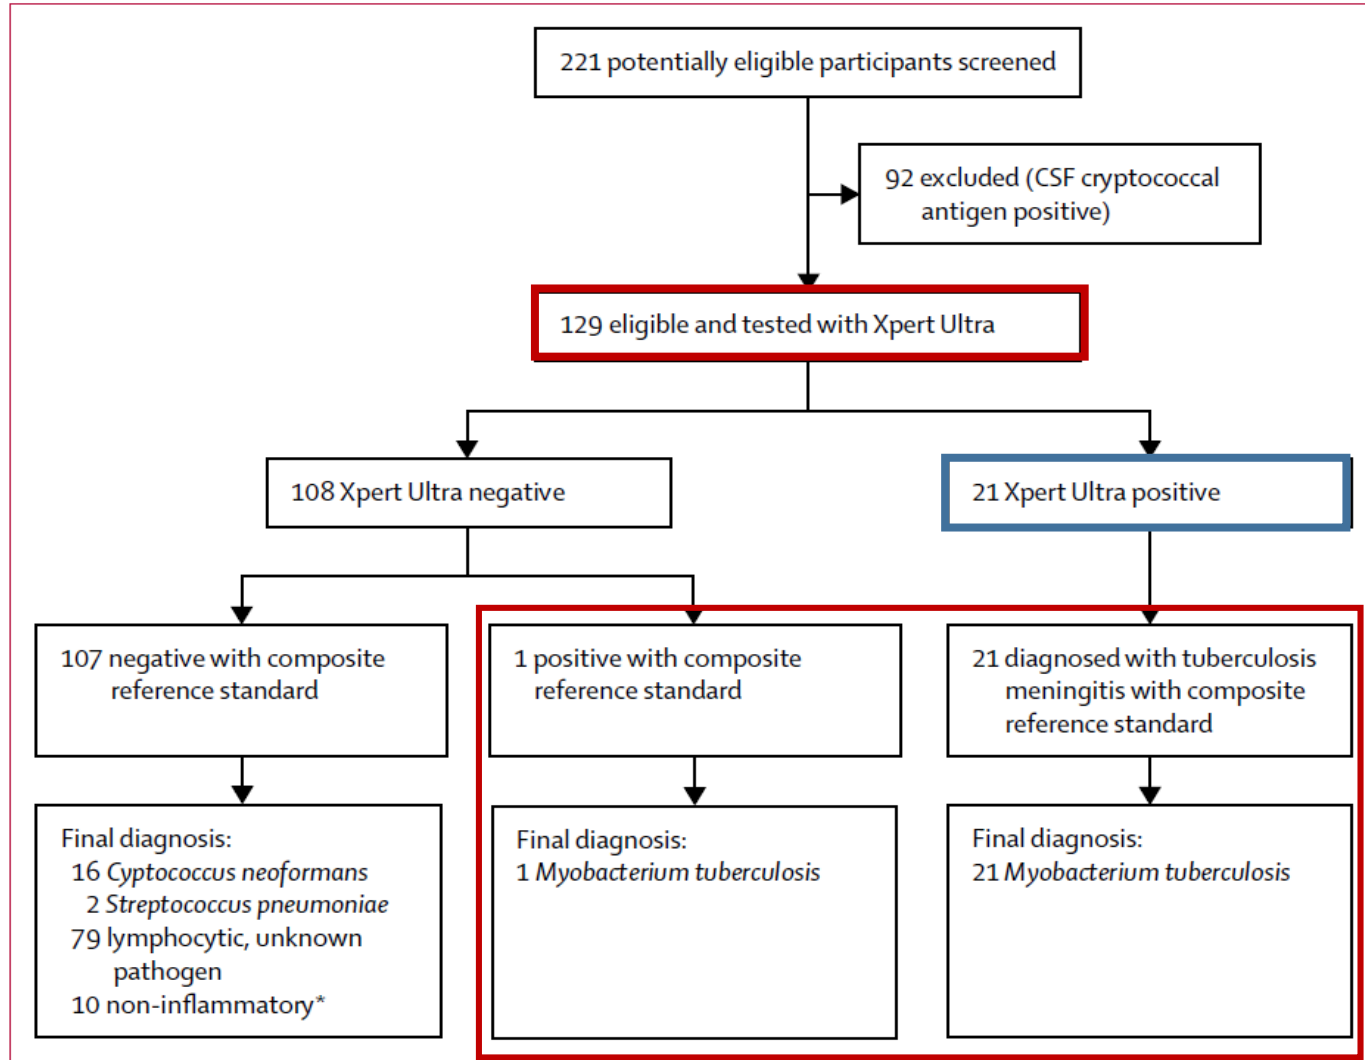 221 potentially eligible participants screened
92 excluded (CSF cryptococcal
antigen positive)
129 eligible and tested with Xpert Ultra
108 Xpert Ultra negative
21 Xpert Ultra positive
107 negative with composite
reference standard
1 positive with composite
reference standard
21 diagnosed with tuberculosis
meningitis with composite
reference standard
Final diagnosis:
16 Cyptococcus neoformans
2 Streptococcus pneumoniae
79 lymphocytic, unknown
pathogen
10 non-inflammatory*
Final diagnosis:
1 Myobacterium tuberculosis
Final diagnosis:
21 Myobacterium tuberculosis